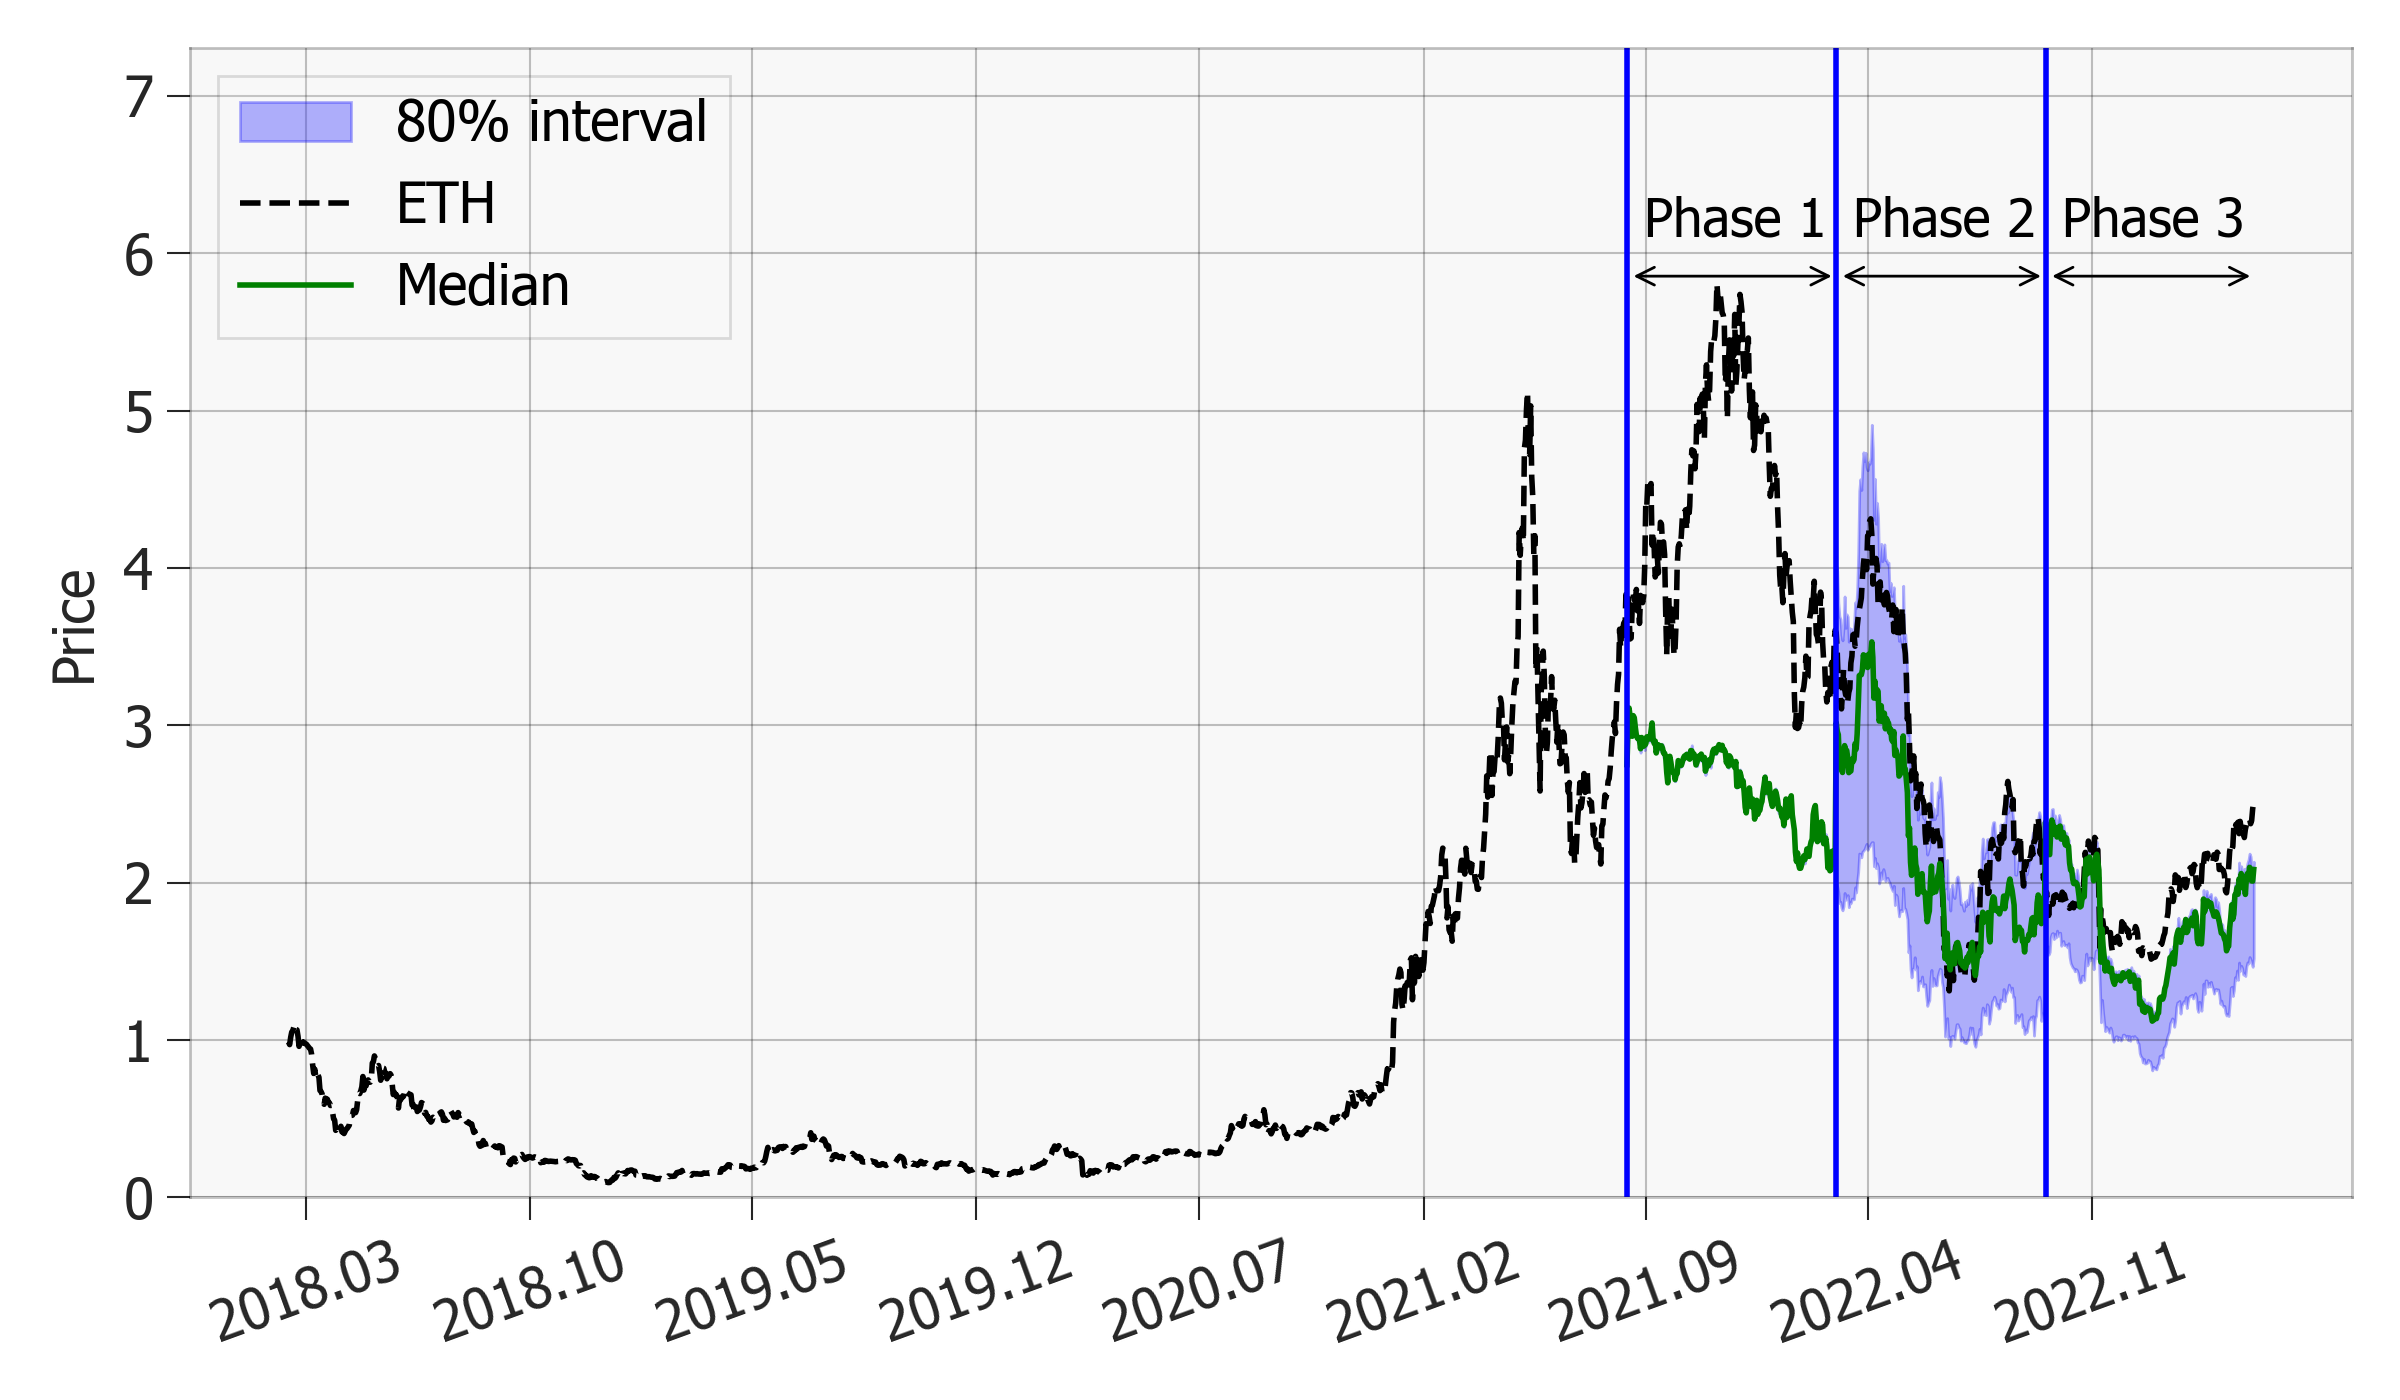 80% interval
ETH
Median
Phase 1
Phase 2
Phase 3
Price
7
6
5
4
3
2
1
0
2018.03
2018.10
2019.05
2019.12
2020.07
2021.02
2021.09
2022.04
2022.11